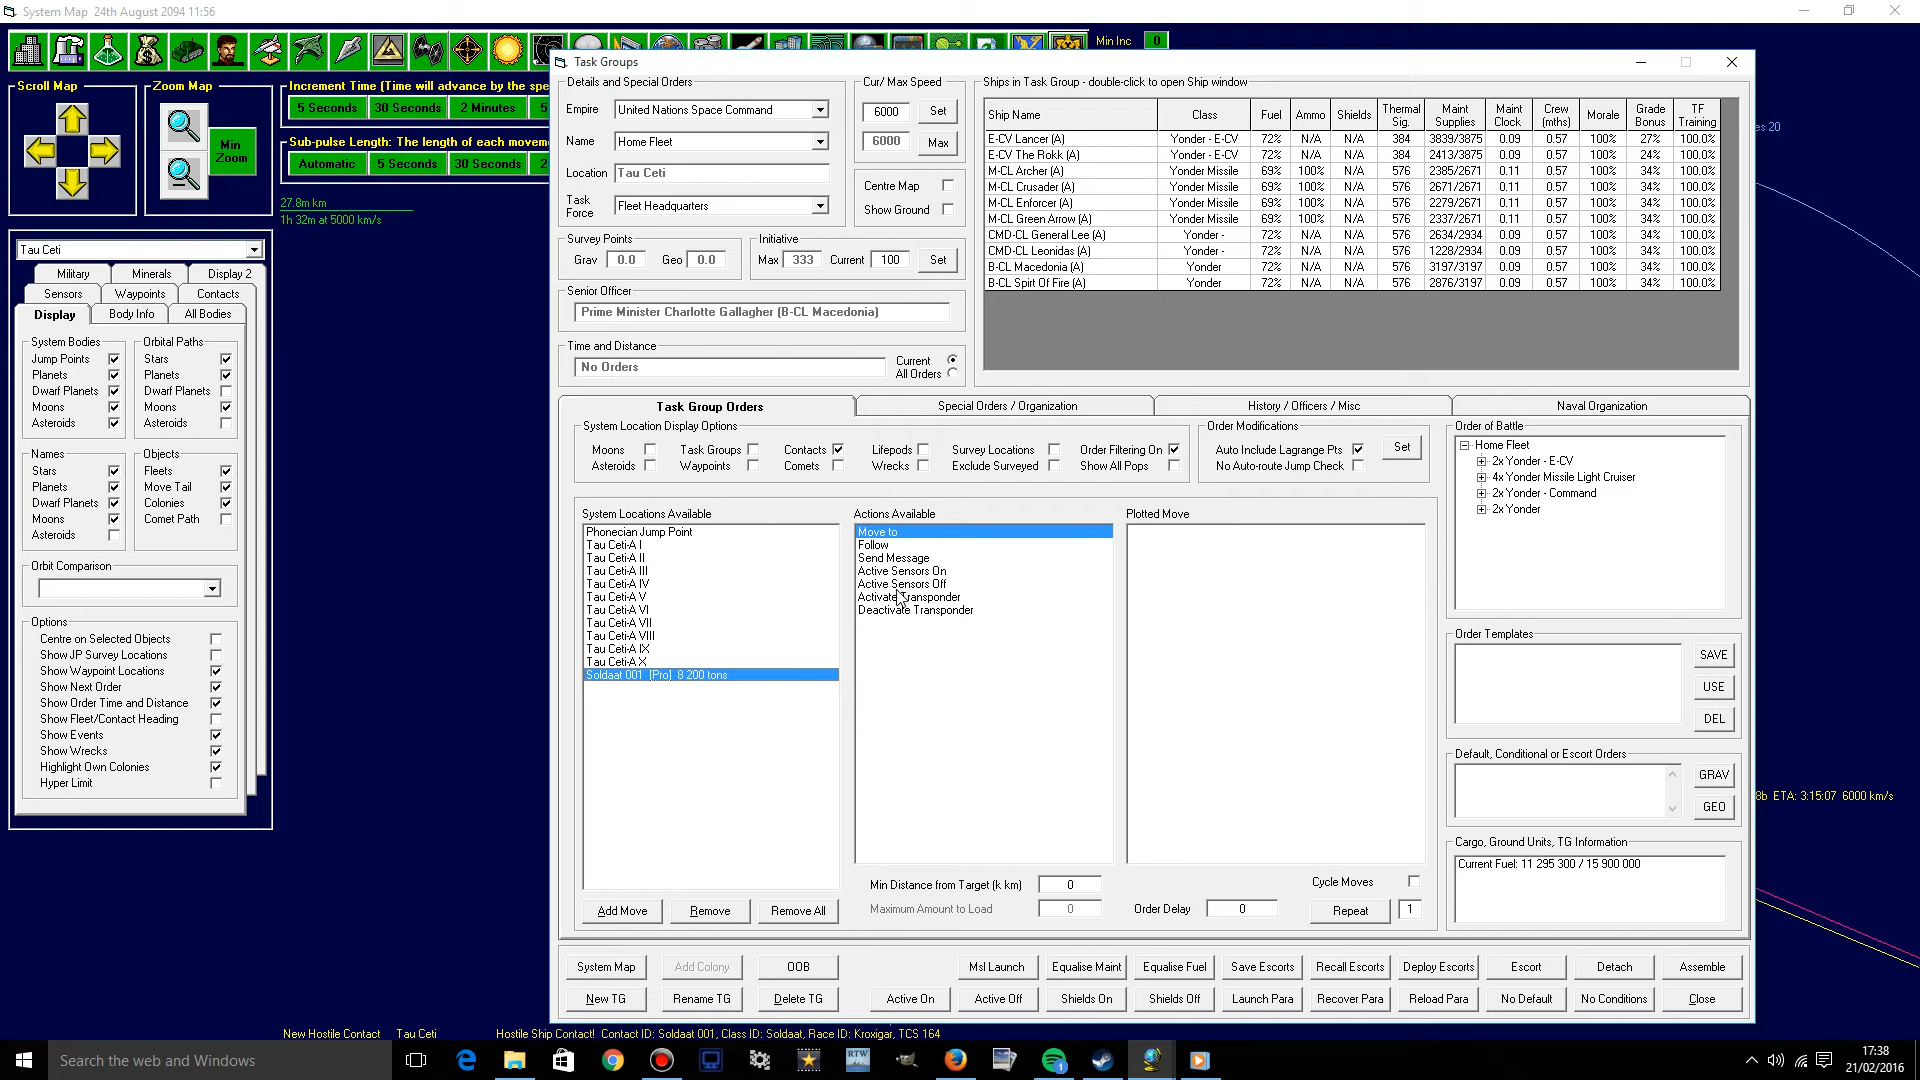 System Map   24th August 2094 11:56
Min Inc   0
Scroll Map
Zoom Map
Min Zoom
Increment Time (Time will advance by the spe
5 Seconds   30 Seconds   2 Minutes   5
Sub-pulse Length: The length of each movem
Automatic   5 Seconds   30 Seconds   2
27.8m km
1h 32m at 5000 km/s
Tau Ceti
Military   Minerals   Display 2
Sensors   Waypoints   Contacts
Display   Body Info   All Bodies
System Bodies   Orbital Paths
Jump Points   Stars
Planets   Planets
Dwarf Planets   Dwarf Planets
Moons   Moons
Asteroids   Asteroids
Names   Objects
Stars   Fleets
Planets   Move Tail
Dwarf Planets   Colonies
Moons   Comet Path
Asteroids
Orbit Comparison
Options
Centre on Selected Objects
Show JP Survey Locations
Show Waypoint Locations
Show Next Order
Show Order Time and Distance
Show Fleet/Contact Heading
Show Events
Show Wrecks
Highlight Own Colonies
Hyper Limit
Task Groups
Details and Special Orders
Empire   United Nations Space Command
Name   Home Fleet
Location   Tau Ceti
Task Force   Fleet Headquarters
Cur/ Max Speed
6000   Set
6000   Max
Centre Map
Show Ground
Survey Points
Grav   0.0   Geo   0.0
Initiative
Max   333   Current   100   Set
Senior Officer
Prime Minister Charlotte Gallagher (B-CL Macedonia)
Time and Distance
No Orders
Current
All Orders
Ships in Task Group - double-click to open Ship window
Ship Name   Class   Fuel   Ammo   Shields   Thermal Sig.   Maint Supplies   Maint Clock   Crew (mths)   Morale   Grade Bonus   TF Training
E-CV Lancer (A)   Yonder - E-CV   72%   N/A   N/A   384   3839/3875   0.09   0.57   100%   27%   100.0%
E-CV The Rokk (A)   Yonder - E-CV   72%   N/A   N/A   384   2413/3875   0.09   0.57   100%   24%   100.0%
M-CL Archer (A)   Yonder Missile   69%   100%   N/A   576   2385/2671   0.11   0.57   100%   34%   100.0%
M-CL Crusader (A)   Yonder Missile   69%   100%   N/A   576   2671/2671   0.11   0.57   100%   34%   100.0%
M-CL Enforcer (A)   Yonder Missile   69%   100%   N/A   576   2279/2671   0.11   0.57   100%   34%   100.0%
M-CL Green Arrow (A)   Yonder Missile   69%   100%   N/A   576   2337/2671   0.11   0.57   100%   34%   100.0%
CMD-CL General Lee (A)   Yonder -   72%   N/A   N/A   576   2634/2934   0.09   0.57   100%   34%   100.0%
CMD-CL Leonidas (A)   Yonder -   72%   N/A   N/A   576   1228/2934   0.09   0.57   100%   34%   100.0%
B-CL Macedonia (A)   Yonder   72%   N/A   N/A   576   3197/3197   0.09   0.57   100%   34%   100.0%
B-CL Spirt Of Fire (A)   Yonder   72%   N/A   N/A   576   2876/3197   0.09   0.57   100%   34%   100.0%
es 20
Task Group Orders   Special Orders / Organization   History / Officers / Misc   Naval Organization
System Location Display Options
Moons   Task Groups   Contacts   Lifepods   Survey Locations   Order Filtering On
Asteroids   Waypoints   Comets   Wrecks   Exclude Surveyed   Show All Pops
Order Modifications
Auto Include Lagrange Pts   Set
No Auto-route Jump Check
System Locations Available
Phonecian Jump Point
Tau Ceti-A I
Tau Ceti-A II
Tau Ceti-A III
Tau Ceti-A IV
Tau Ceti-A V
Tau Ceti-A VI
Tau Ceti-A VII
Tau Ceti-A VIII
Tau Ceti-A IX
Tau Ceti-A X
Soldaat 001  [Pro]  8 200 tons
Actions Available
Move to
Follow
Send Message
Active Sensors On
Active Sensors Off
Activate Transponder
Deactivate Transponder
Plotted Move
Min Distance from Target (k km)   0
Maximum Amount to Load   0
Order Delay   0
Cycle Moves
Repeat   1
Add Move   Remove   Remove All
Order of Battle
Home Fleet
2x Yonder - E-CV
4x Yonder Missile Light Cruiser
2x Yonder - Command
2x Yonder
Order Templates
SAVE
USE
DEL
Default, Conditional or Escort Orders
GRAV
GEO
Cargo, Ground Units, TG Information
Current Fuel: 11 295 300 / 15 900 000
8b  ETA: 3:15:07  6000 km/s
System Map   Add Colony   OOB   Msl Launch   Equalise Maint   Equalise Fuel   Save Escorts   Recall Escorts   Deploy Escorts   Escort   Detach   Assemble
New TG   Rename TG   Delete TG   Active On   Active Off   Shields On   Shields Off   Launch Para   Recover Para   Reload Para   No Default   No Conditions   Close
New Hostile Contact   Tau Ceti   Hostile Ship Contact!  Contact ID: Soldaat 001, Class ID: Soldaat, Race ID: Kroxigar, TCS 164
Search the web and Windows
RTW
1
17:38
21/02/2016